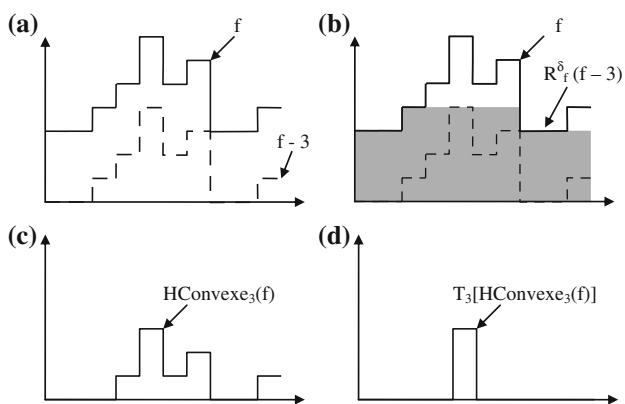 (a)
f
f - 3
(b)
f
R^δ_f (f – 3)
(c)
HConvexe₃(f)
(d)
T₃[HConvexe₃(f)]